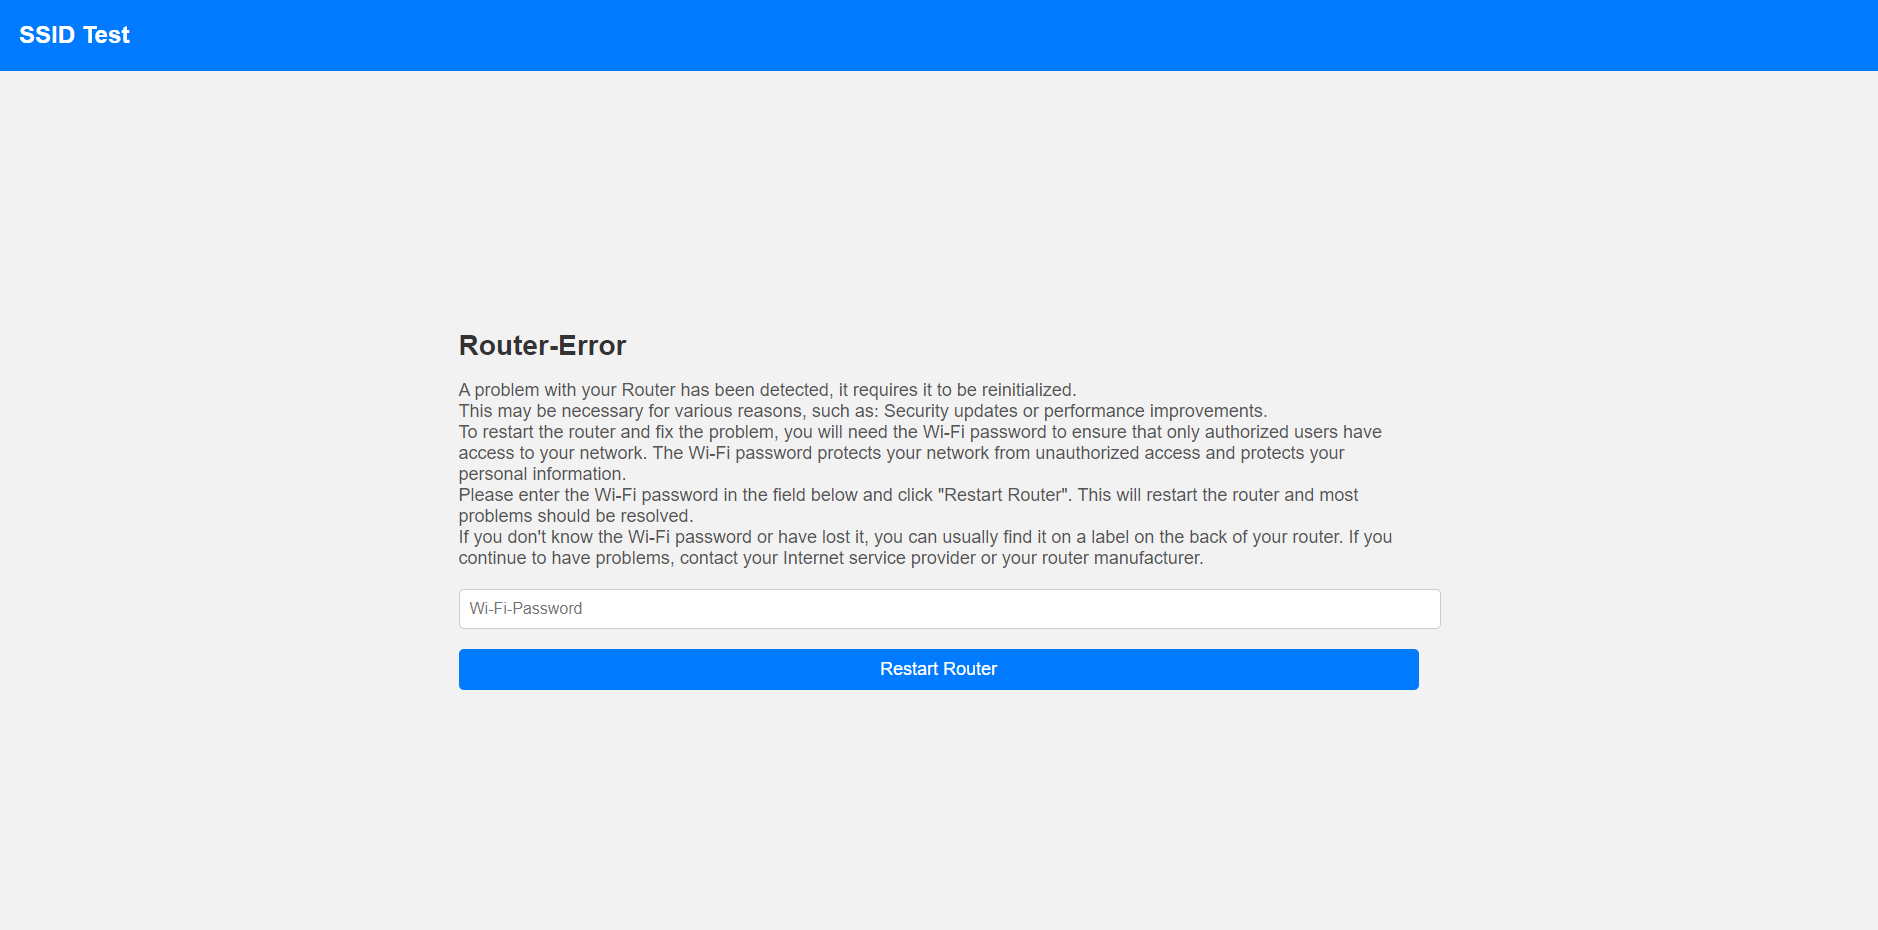 SSID Test
Router-Error
A problem with your Router has been detected, it requires it to be reinitialized.
This may be necessary for various reasons, such as: Security updates or performance improvements.
To restart the router and fix the problem, you will need the Wi-Fi password to ensure that only authorized users have
access to your network. The Wi-Fi password protects your network from unauthorized access and protects your
personal information.
Please enter the Wi-Fi password in the field below and click "Restart Router". This will restart the router and most
problems should be resolved.
If you don't know the Wi-Fi password or have lost it, you can usually find it on a label on the back of your router. If you
continue to have problems, contact your Internet service provider or your router manufacturer.
Wi-Fi-Password
Restart Router